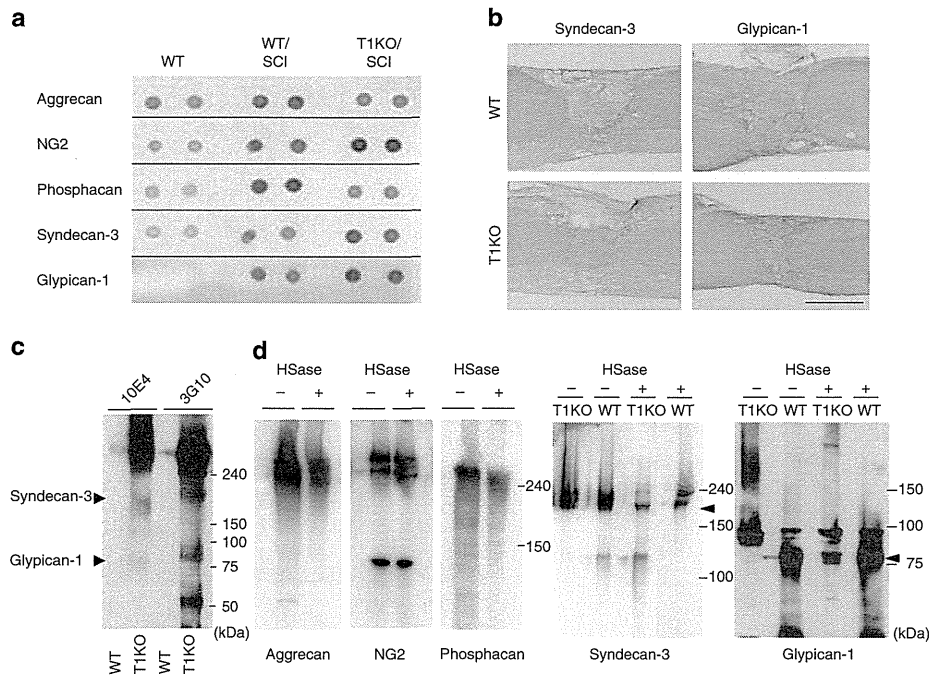 a
WT
WT/
SCI
T1KO/
SCI
Aggrecan
NG2
Phosphacan
Syndecan-3
Glypican-1
b
Syndecan-3
Glypican-1
WT
T1KO
c
10E4
3G10
Syndecan-3
Glypican-1
240
150
100
75
50
(kDa)
WT
T1KO
WT
T1KO
d
HSase
– +
Aggrecan
HSase
– +
NG2
HSase
– +
Phosphacan
240
150
HSase
– – + +
T1KO WT T1KO WT
240
150
100
Syndecan-3
HSase
– – + +
T1KO WT T1KO WT
150
100
75
(kDa)
Glypican-1